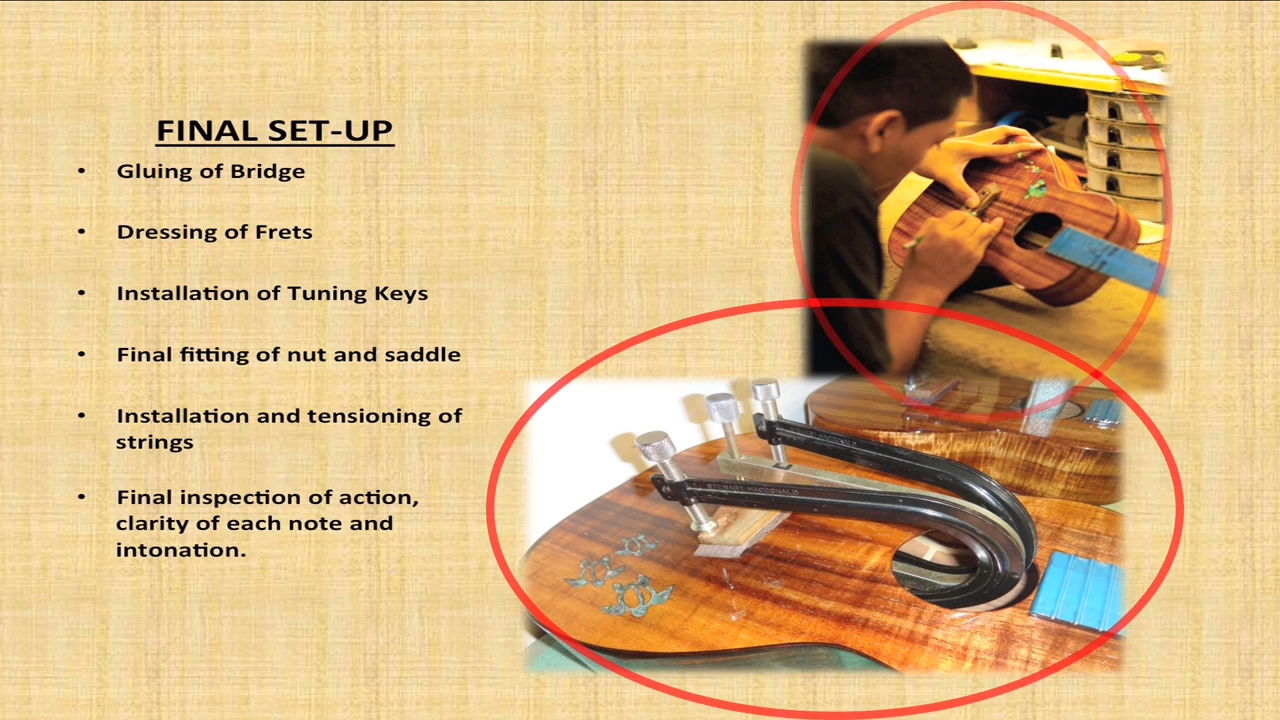 FINAL SET-UP
• Gluing of Bridge
• Dressing of Frets
• Installation of Tuning Keys
• Final fitting of nut and saddle
• Installation and tensioning of
strings
• Final inspection of action,
clarity of each note and
intonation.